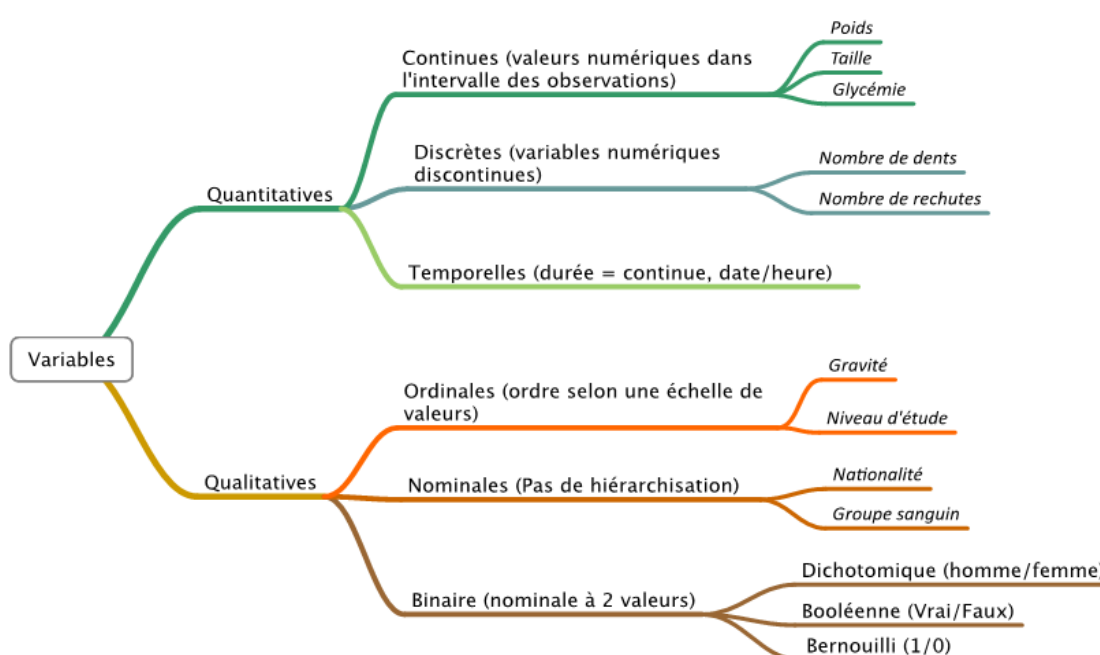 Variables
Quantitatives
Continues (valeurs numériques dans
l'intervalle des observations)
Poids
Taille
Glycémie
Discrètes (variables numériques
discontinues)
Nombre de dents
Nombre de rechutes
Temporelles (durée = continue, date/heure)
Qualitatives
Ordinales (ordre selon une échelle de
valeurs)
Gravité
Niveau d'étude
Nominales (Pas de hiérarchisation)
Nationalité
Groupe sanguin
Binaire (nominale à 2 valeurs)
Dichotomique (homme/femme)
Booléenne (Vrai/Faux)
Bernouilli (1/0)